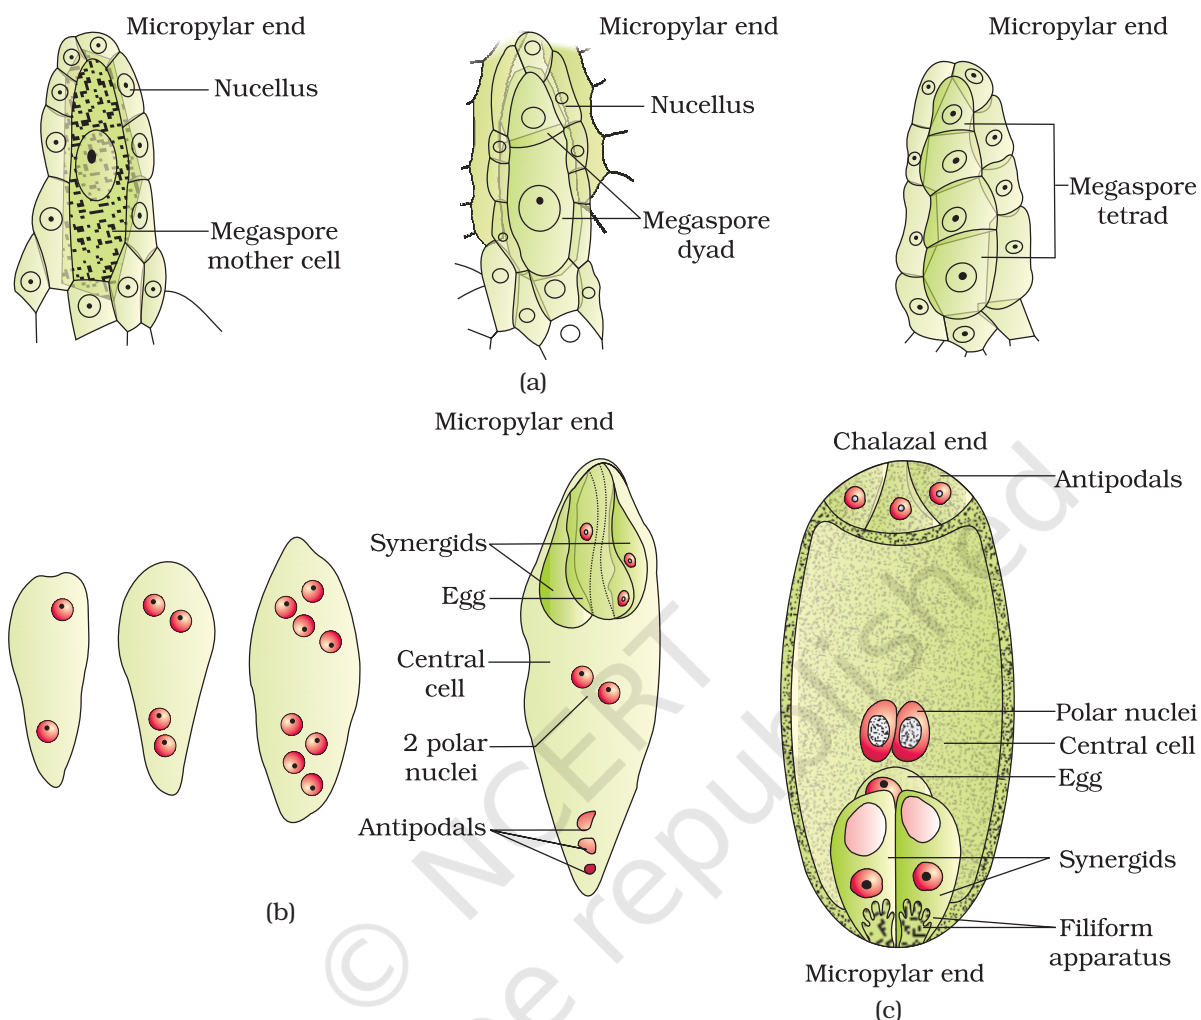 Micropylar end
Nucellus
Megaspore
mother cell
Micropylar end
Nucellus
Megaspore
dyad
Micropylar end
Megaspore
tetrad
(a)
(b)
Micropylar end
Synergids
Egg
Central
cell
2 polar
nuclei
Antipodals
Chalazal end
Antipodals
Polar nuclei
Central cell
Egg
Synergids
Filiform
apparatus
Micropylar end
(c)
© NCERT
be republished